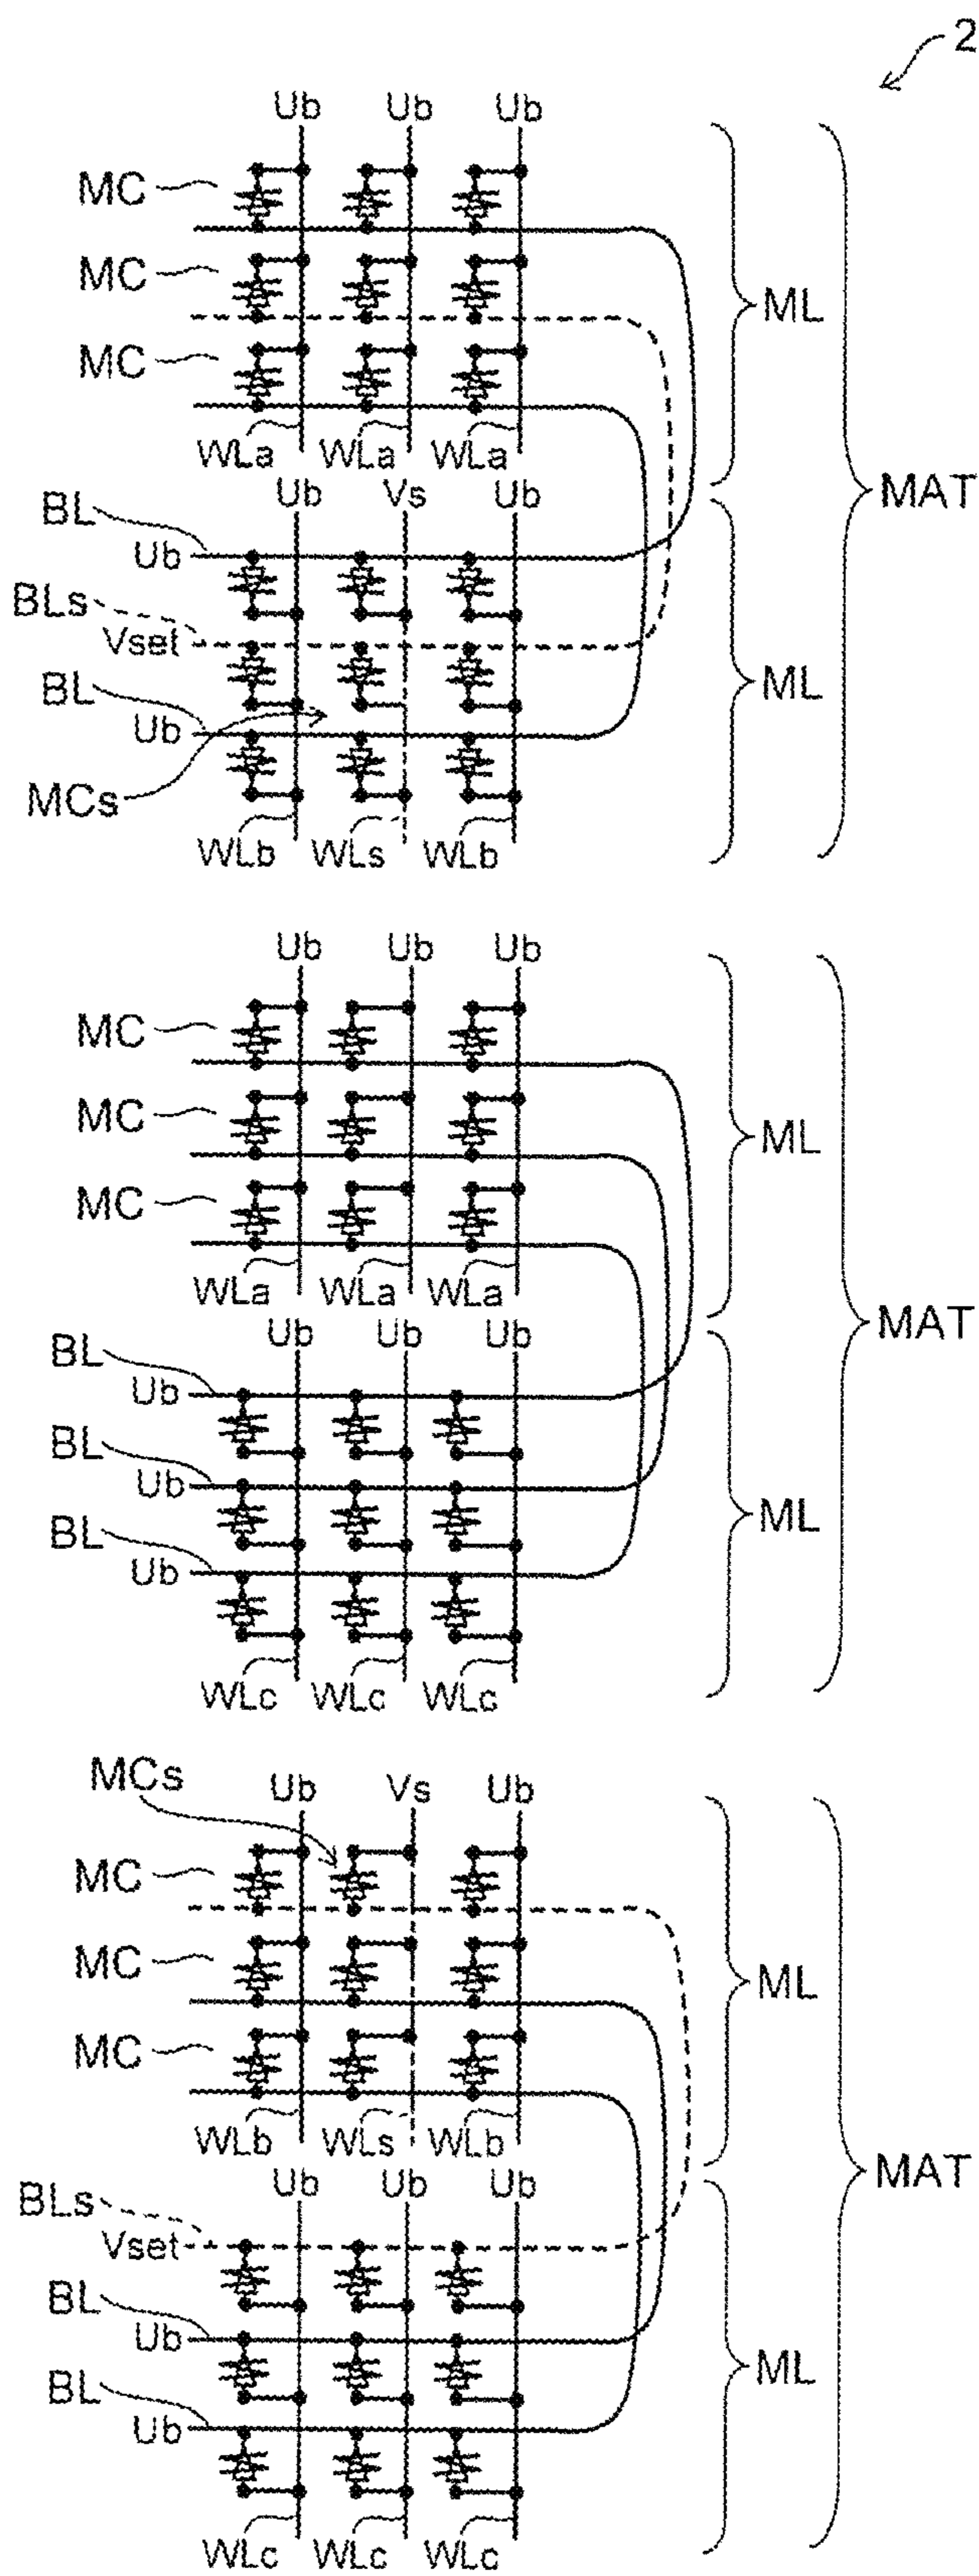 2
Ub Ub Ub
MC
MC
ML
MC
WLa WLa WLa
MAT
Ub Vs Ub
BL
Ub
BLs
Vset
BL
ML
Ub
MCs
WLb WLs WLb
Ub Ub Ub
MC
MC
ML
MC
WLa WLa WLa
MAT
Ub Ub Ub
BL
Ub
BL
Ub
ML
BL
Ub
WLc WLc WLc
MCs
Ub Vs Ub
MC
MC
ML
MC
WLb WLs WLb
MAT
Ub Ub Ub
BLs
Vset
BL
Ub
ML
BL
Ub
WLc WLc WLc